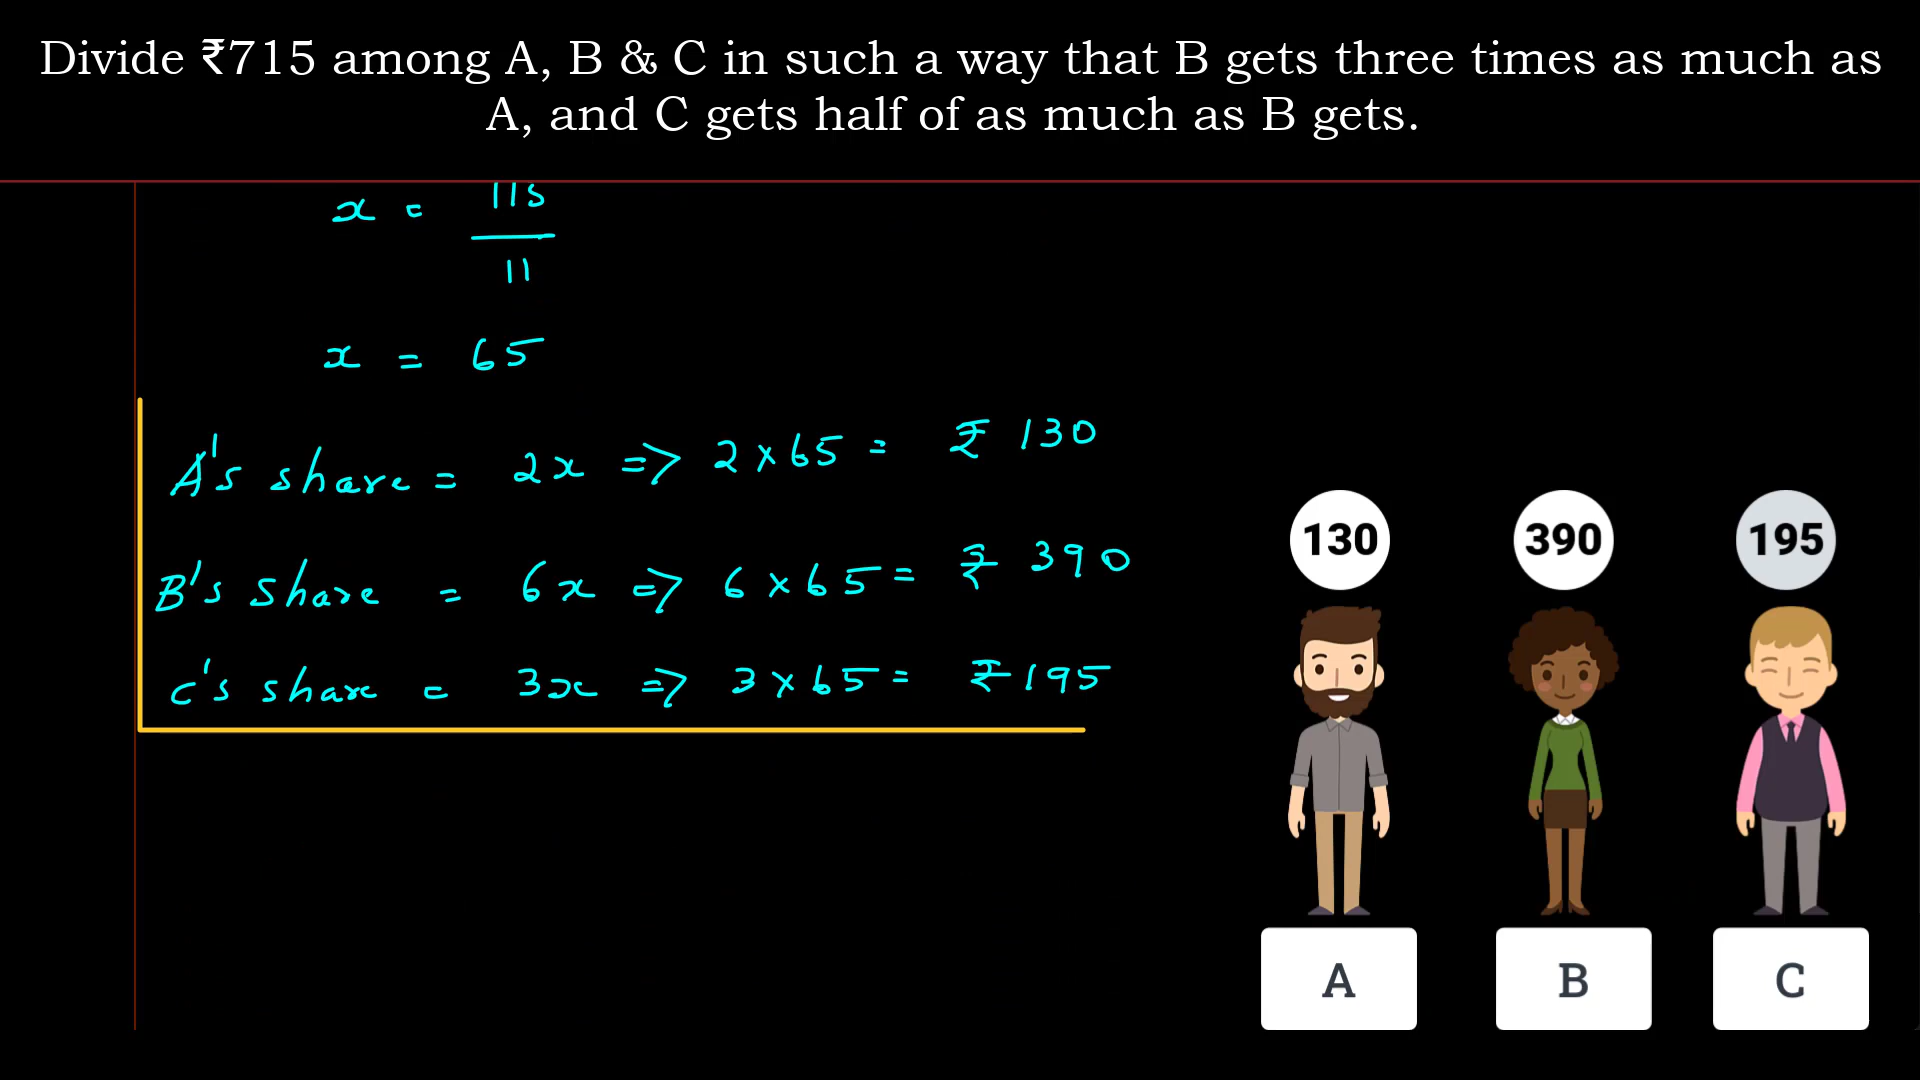 Divide ₹715 among A, B & C in such a way that B gets three times as much as
A, and C gets half of as much as B gets.
x = 715
11
x = 65
A's share = 2x => 2 x 65 = ₹ 130
B's share = 6x => 6 x 65 = ₹ 390
C's share = 3x => 3 x 65 = ₹ 195
130 390 195
A B C